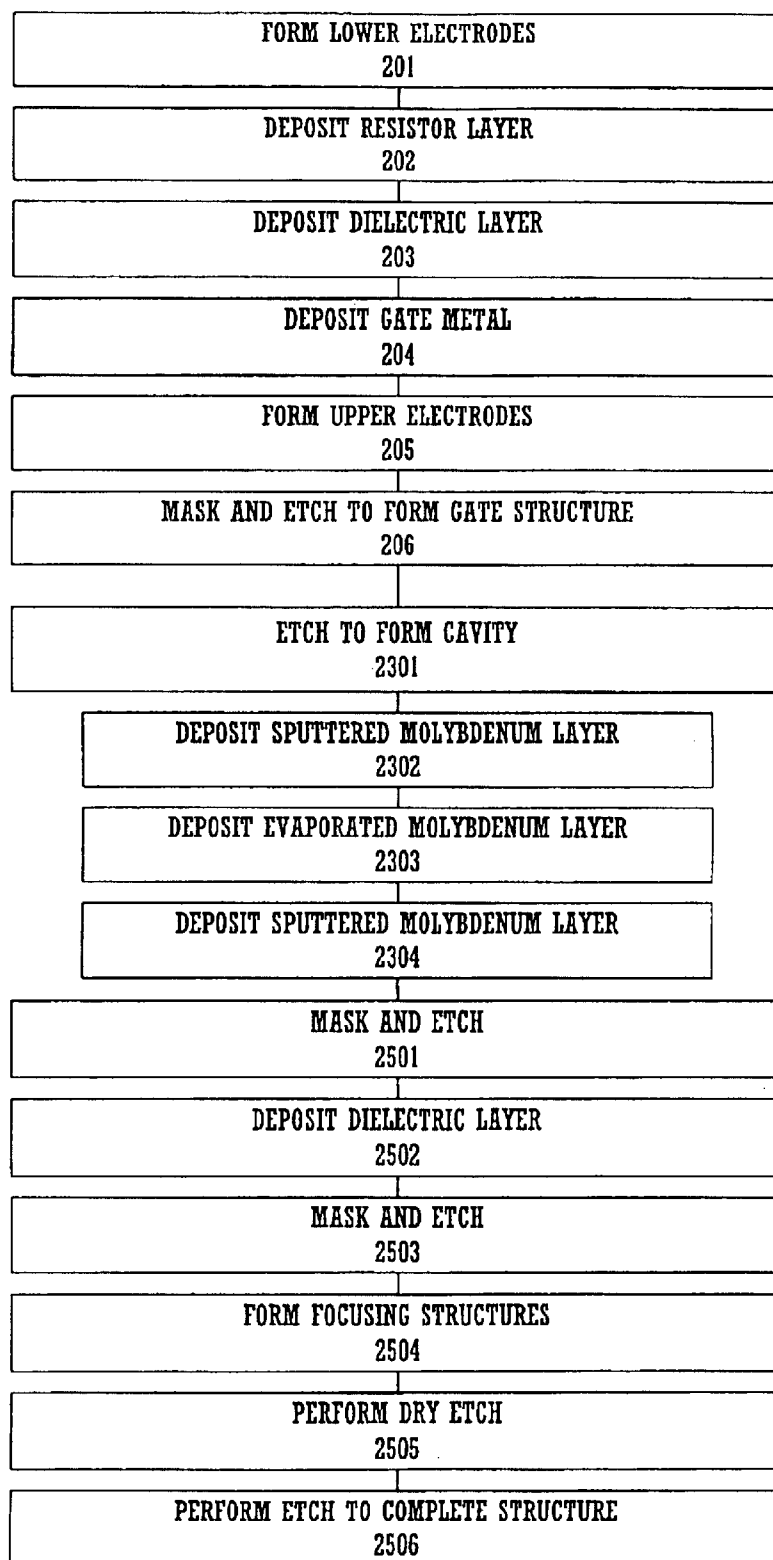 FORM LOWER ELECTRODES
201
DEPOSIT RESISTOR LAYER
202
DEPOSIT DIELECTRIC LAYER
203
DEPOSIT GATE METAL
204
FORM UPPER ELECTRODES
205
MASK AND ETCH TO FORM GATE STRUCTURE
206
ETCH TO FORM CAVITY
2301
DEPOSIT SPUTTERED MOLYBDENUM LAYER
2302
DEPOSIT EVAPORATED MOLYBDENUM LAYER
2303
DEPOSIT SPUTTERED MOLYBDENUM LAYER
2304
MASK AND ETCH
2501
DEPOSIT DIELECTRIC LAYER
2502
MASK AND ETCH
2503
FORM FOCUSING STRUCTURES
2504
PERFORM DRY ETCH
2505
PERFORM ETCH TO COMPLETE STRUCTURE
2506